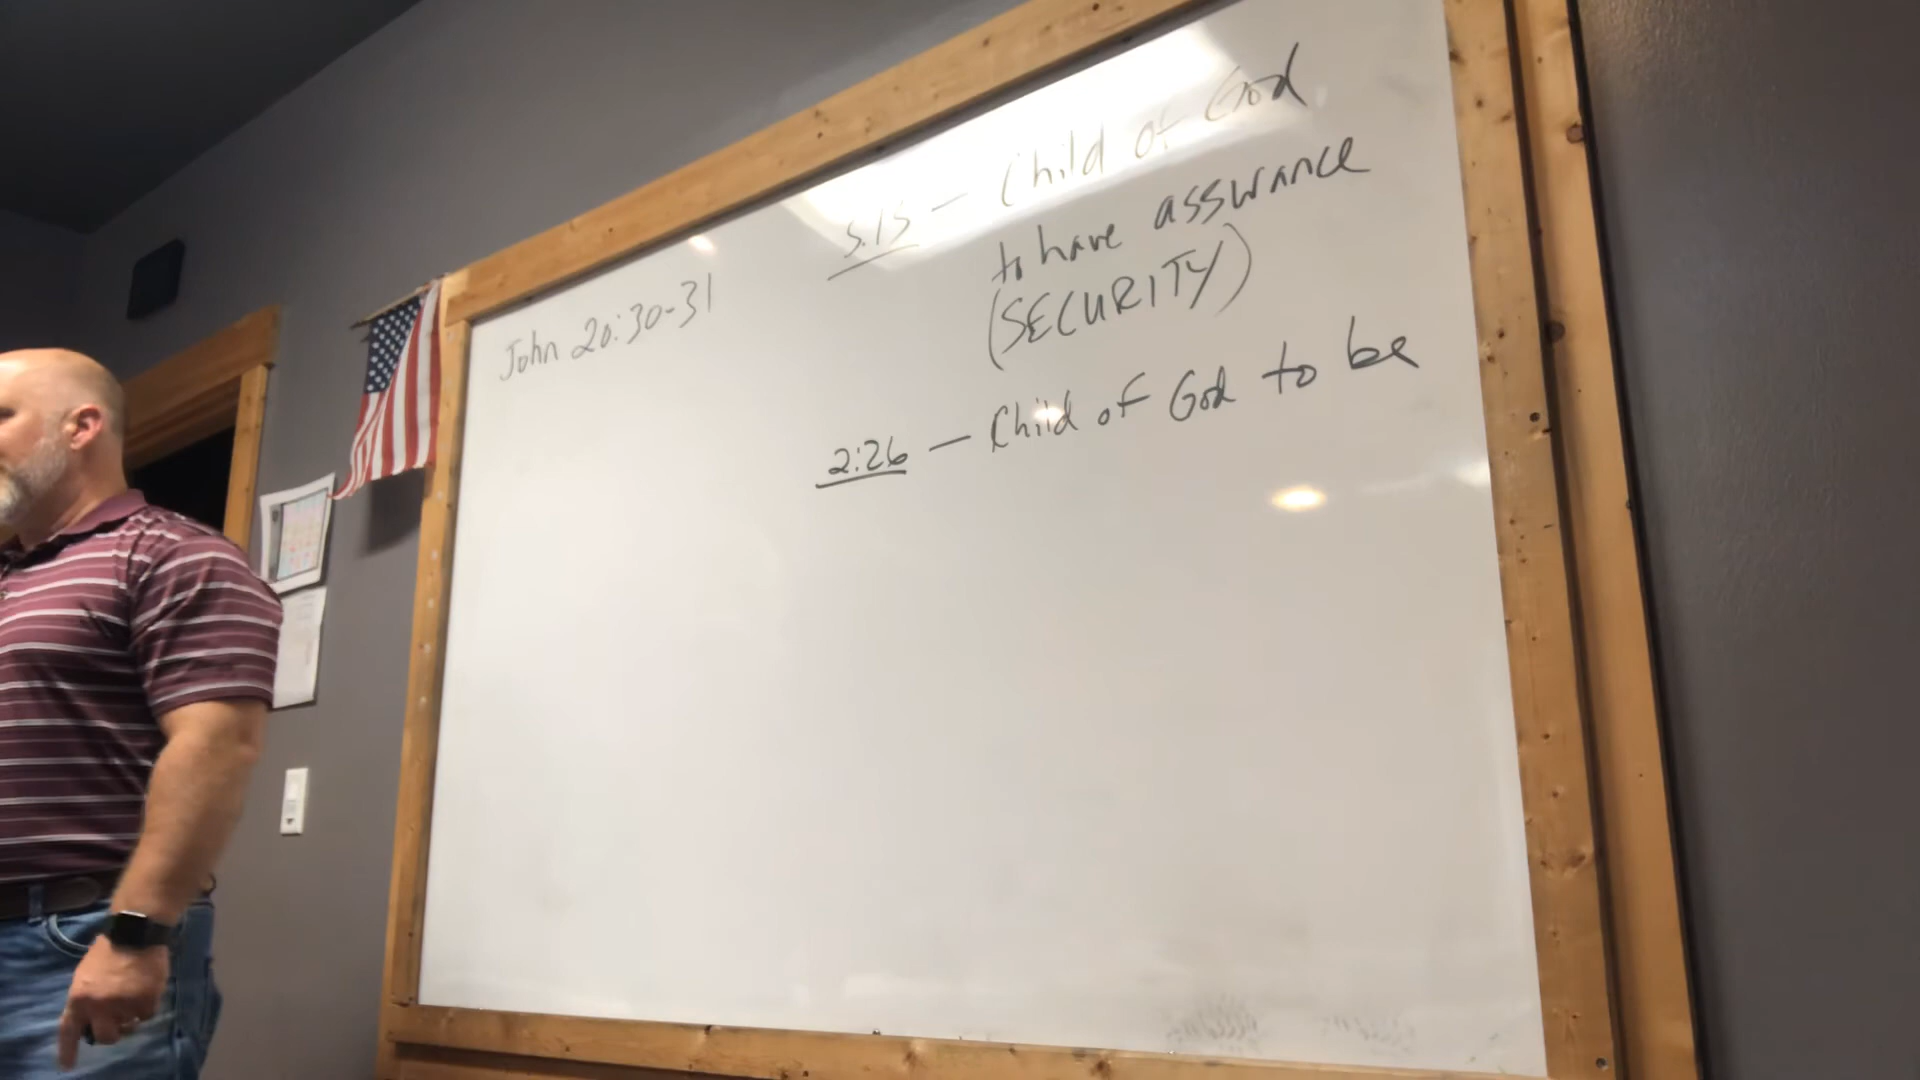 John 20:30-31
5:13 — Child of God
to have assurance
(SECURITY)
2:26 — Child of God to be